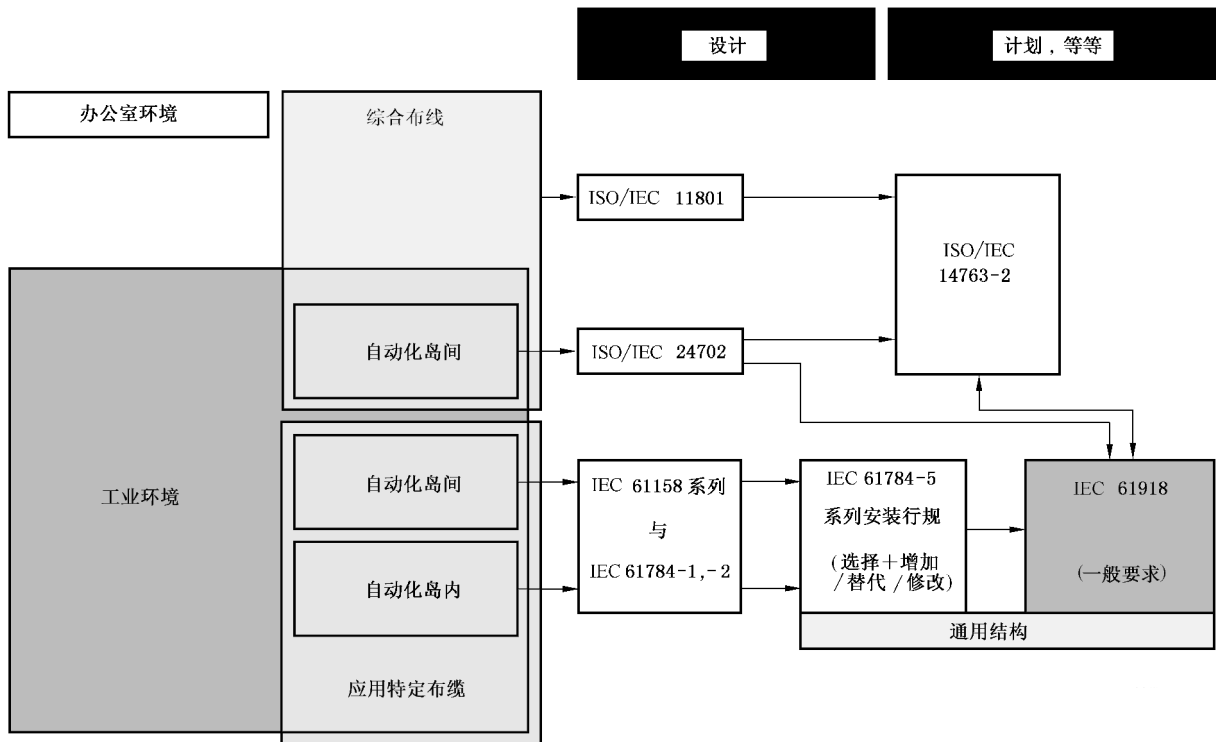 设计
计划，等等
办公室环境
综合布线
ISO/IEC 11801
ISO/IEC
14763-2
自动化岛间
ISO/IEC 24702
自动化岛间
工业环境
IEC 61158 系列
与
IEC 61784-1,-2
IEC 61784-5
系列安装行规
(选择＋增加
/替代/修改)
IEC 61918
(一般要求)
自动化岛内
通用结构
应用特定布缆